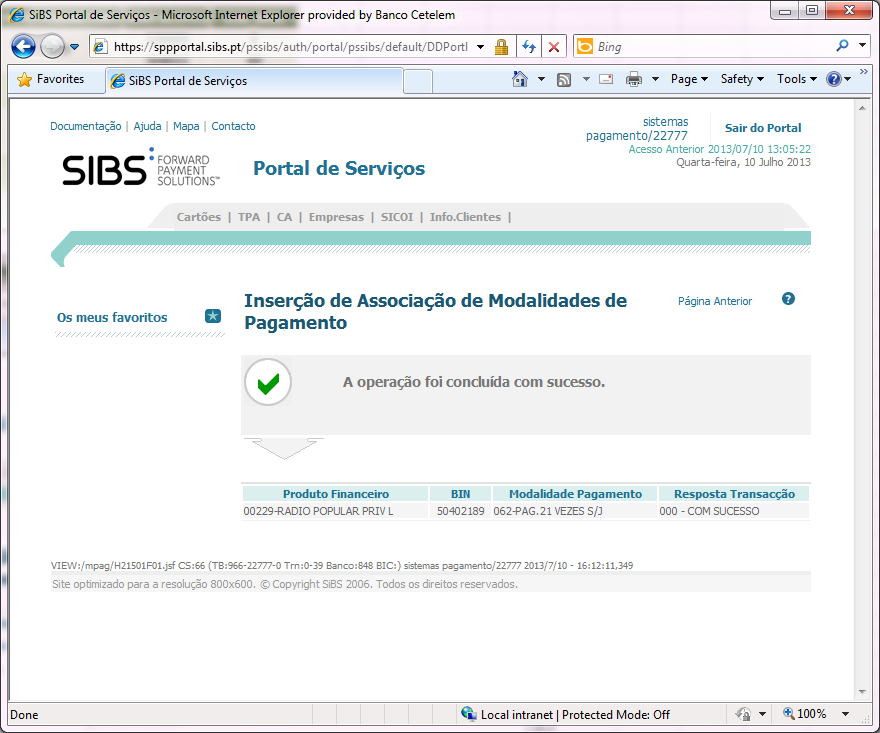 SiBS Portal de Serviços - Microsoft Internet Explorer provided by Banco Cetelem
https://sppportal.sibs.pt/pssibs/auth/portal/pssibs/default/DDPortl
Bing
Favorites
SiBS Portal de Serviços
Page
Safety
Tools
Documentação | Ajuda | Mapa | Contacto
sistemas
pagamento/22777
Sair do Portal
Acesso Anterior 2013/07/10 13:05:22
Quarta-feira, 10 Julho 2013
SIBS FORWARD
PAYMENT
SOLUTIONS™
Portal de Serviços
Cartões | TPA | CA | Empresas | SICOI | Info.Clientes |
Os meus favoritos
Inserção de Associação de Modalidades de
Pagamento
Página Anterior
?
A operação foi concluída com sucesso.
Produto Financeiro BIN Modalidade Pagamento Resposta Transacção
00229-RADIO POPULAR PRIV L 50402189 062-PAG.21 VEZES S/J 000 - COM SUCESSO
VIEW:/mpag/H21501F01.jsf CS:66 (TB:966-22777-0 Trn:0-39 Banco:848 BIC:) sistemas pagamento/22777 2013/7/10 - 16:12:11,349
Site optimizado para a resolução 800x600. © Copyright SiBS 2006. Todos os direitos reservados.
Done
Local intranet | Protected Mode: Off
100%